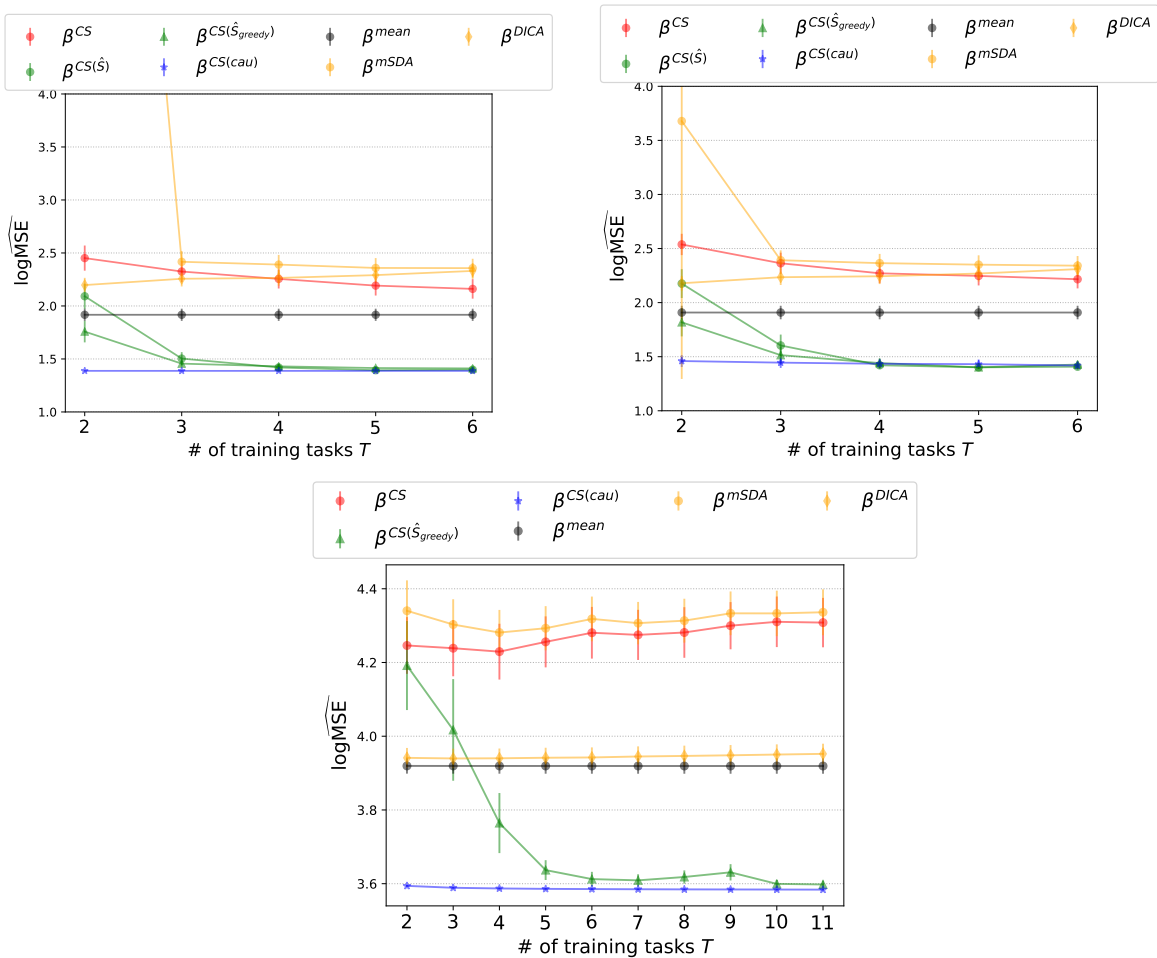 β^CS β^CS(Ŝ_greedy) β^mean β^DICA
β^CS(Ŝ) β^CS(cau) β^mSDA
4.0
3.5
3.0
2.5
2.0
1.5
1.0
logMSE
2 3 4 5 6
# of training tasks T
β^CS β^CS(Ŝ_greedy) β^mean β^DICA
β^CS(Ŝ) β^CS(cau) β^mSDA
4.0
3.5
3.0
2.5
2.0
1.5
1.0
logMSE
2 3 4 5 6
# of training tasks T
β^CS β^CS(cau) β^mSDA β^DICA
β^CS(Ŝ_greedy) β^mean
4.4
4.2
4.0
3.8
3.6
logMSE
2 3 4 5 6 7 8 9 10 11
# of training tasks T